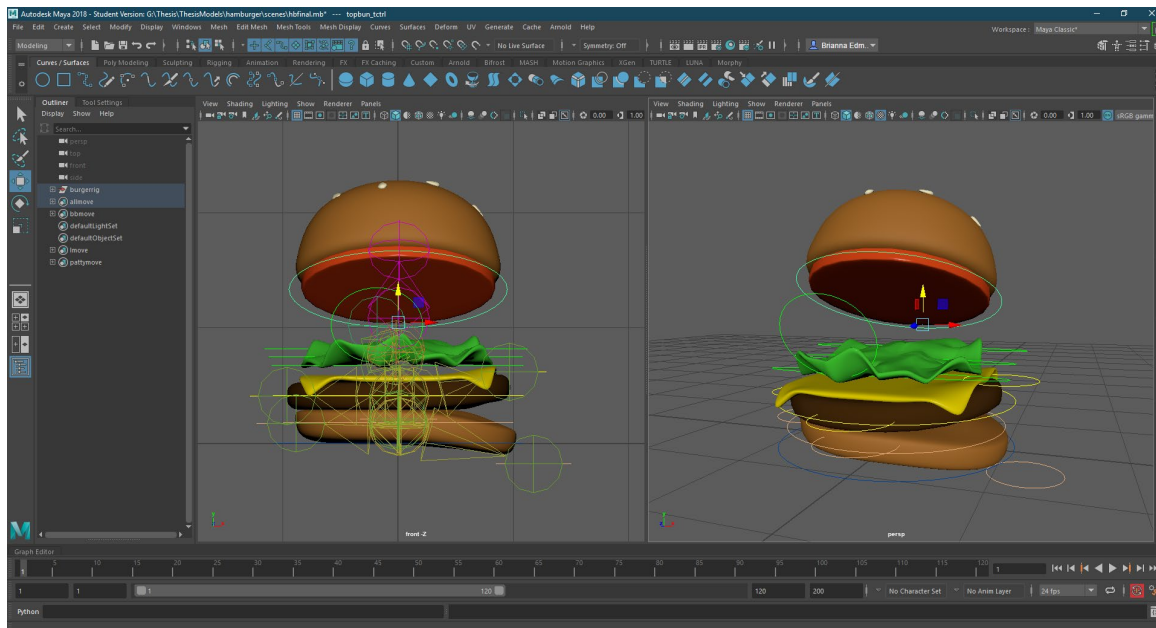 Autodesk Maya 2018 - Student Version: G:\Thesis\ThesisModels\hamburger\scenes\hbfinal.mb* --- topbun_tctrl
File Edit Create Select Modify Display Windows Mesh Edit Mesh Mesh Tools Mesh Display Curves Surfaces Deform UV Generate Cache Arnold Help Workspace: Maya Classic*
Modeling No Live Surface Symmetry: Off Brianna Edm..
Curves / Surfaces Poly Modeling Sculpting Rigging Animation Rendering FX FX Caching Custom Arnold Bifrost MASH Motion Graphics XGen TURTLE LUNA Morphy
Outliner Tool Settings
Display Show Help
Search...
persp
top
front
side
burgerrig
allmove
bbmove
defaultLightSet
defaultObjectSet
lmove
pattymove
View Shading Lighting Show Renderer Panels
0.00 1.00
front -Z
View Shading Lighting Show Renderer Panels
0.00 1.00 sRGB gamm
persp
Graph Editor
1 5 10 15 20 25 30 35 40 45 50 55 60 65 70 75 80 85 90 95 100 105 110 115 120 1
1 1 1 120 120 200 No Character Set No Anim Layer 24 fps
Python